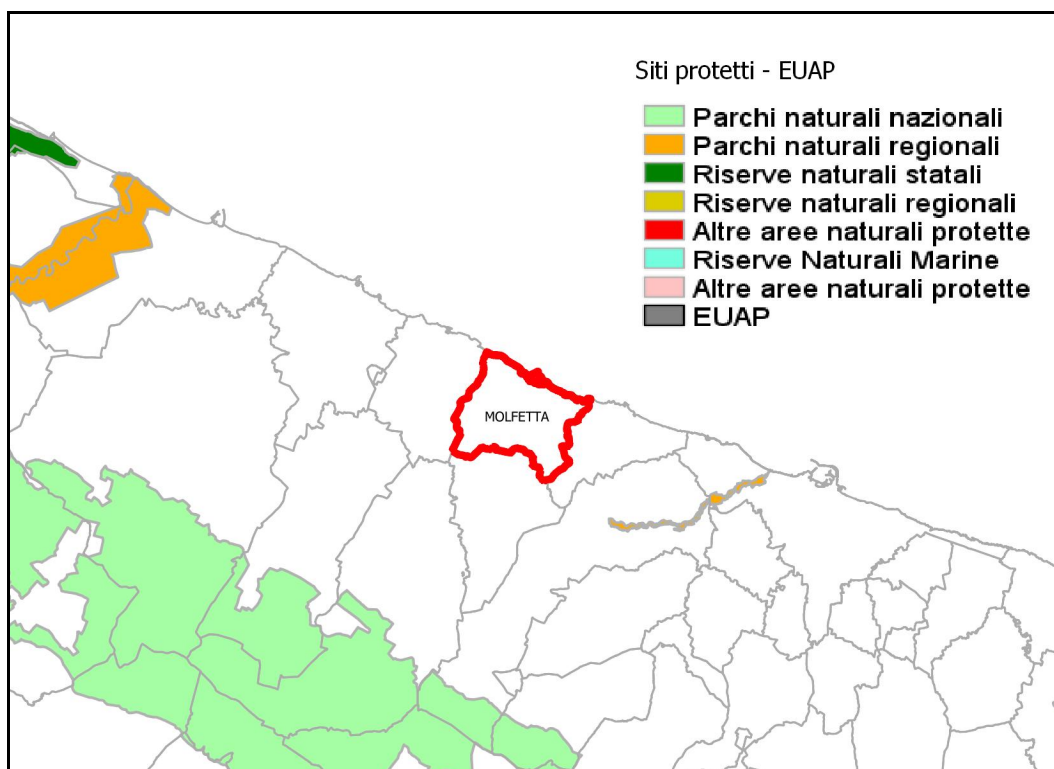 Siti protetti - EUAP
Parchi naturali nazionali
Parchi naturali regionali
Riserve naturali statali
Riserve naturali regionali
Altre aree naturali protette
Riserve Naturali Marine
Altre aree naturali protette
EUAP
MOLFETTA